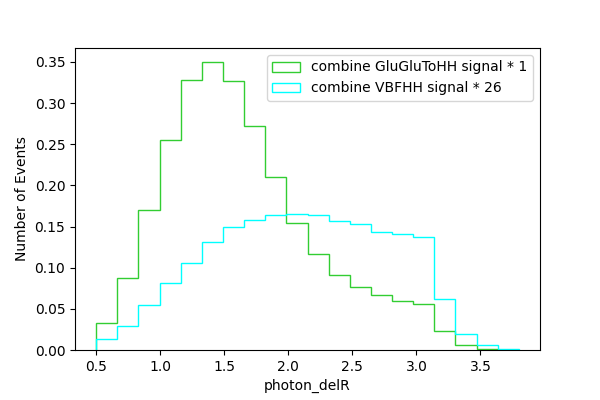 combine GluGluToHH signal * 1
combine VBFHH signal * 26
Number of Events
0.35
0.30
0.25
0.20
0.15
0.10
0.05
0.00
0.5 1.0 1.5 2.0 2.5 3.0 3.5
photon_delR